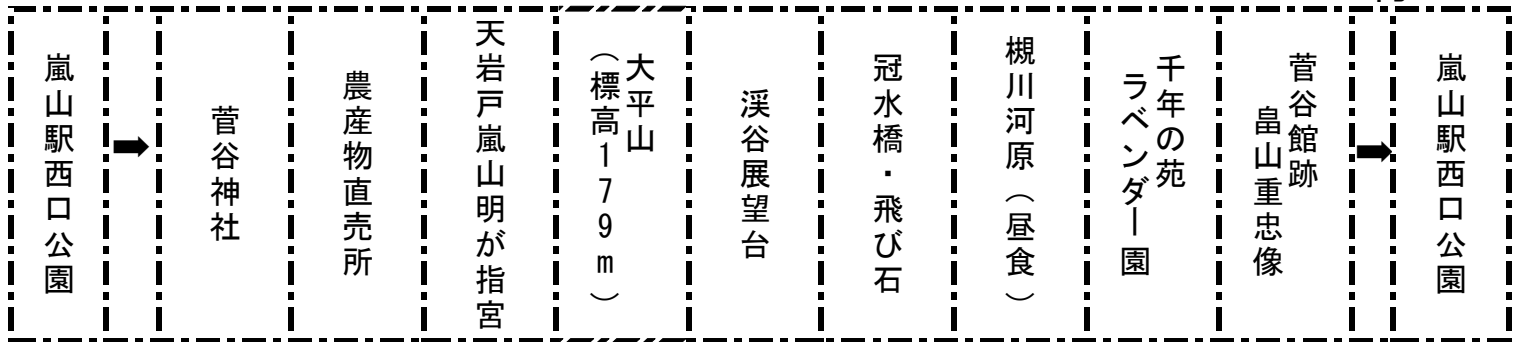 嵐山駅西口公園
➡
菅谷神社
農産物直売所
天岩戸嵐山明が指宮
大平山
（標高179m）
渓谷展望台
冠水橋・飛び石
槻川河原（昼食）
千年の苑
ラベンダー園
菅谷館跡
畠山重忠像
➡
嵐山駅西口公園